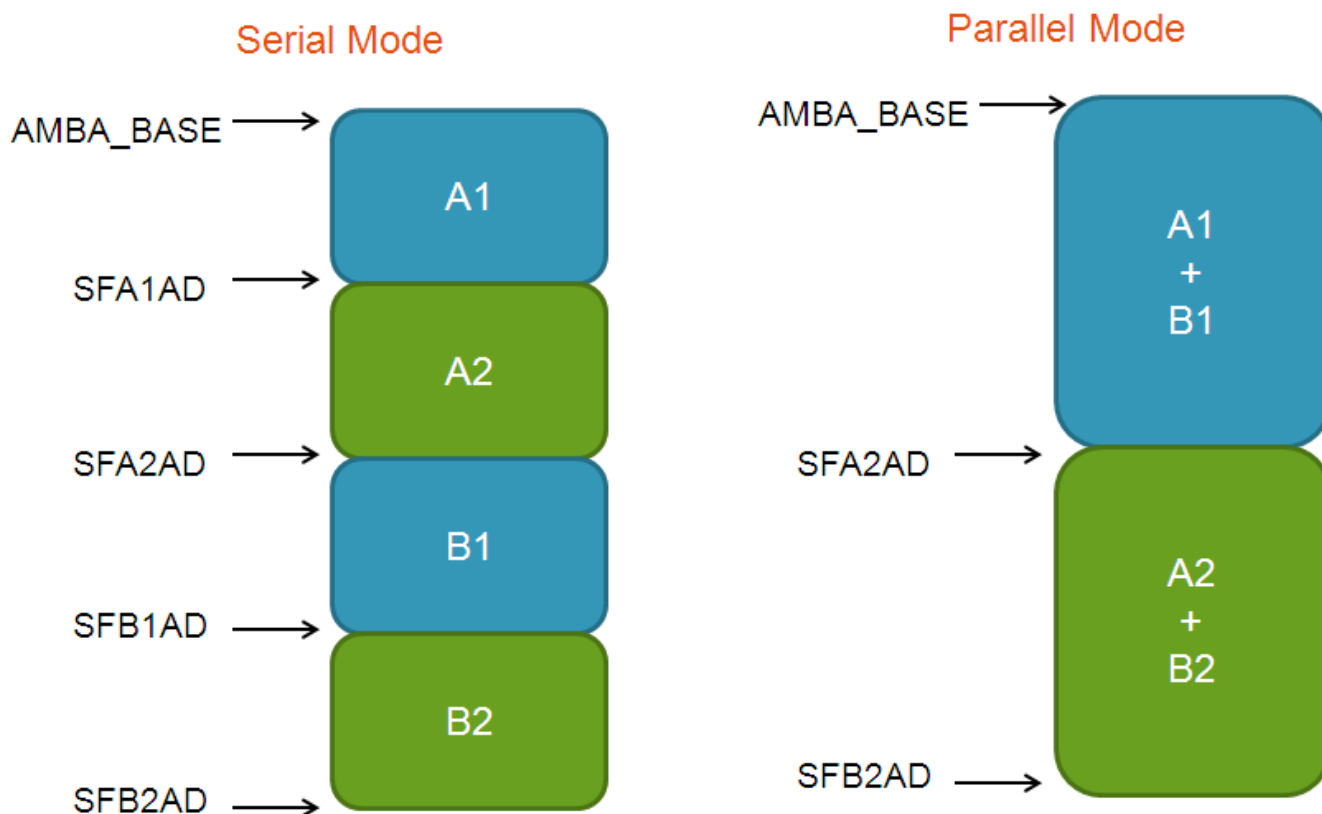 Serial Mode
AMBA_BASE
A1
SFA1AD
A2
SFA2AD
B1
SFB1AD
B2
SFB2AD
Parallel Mode
AMBA_BASE
A1
+
B1
SFA2AD
A2
+
B2
SFB2AD